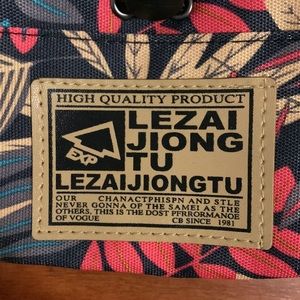 HIGH QUALITY PRODUCT
LEZAI
JIONG
TU
EXP
LEZAIJIONGTU
OUR CHANACTPHISPN AND STLE
NEVER GONNA OF THE SAMEI AS THE
OTHERS, THIS IS THE DOST PFRRORMANCE
OF VOGUE CB SINCE 1981